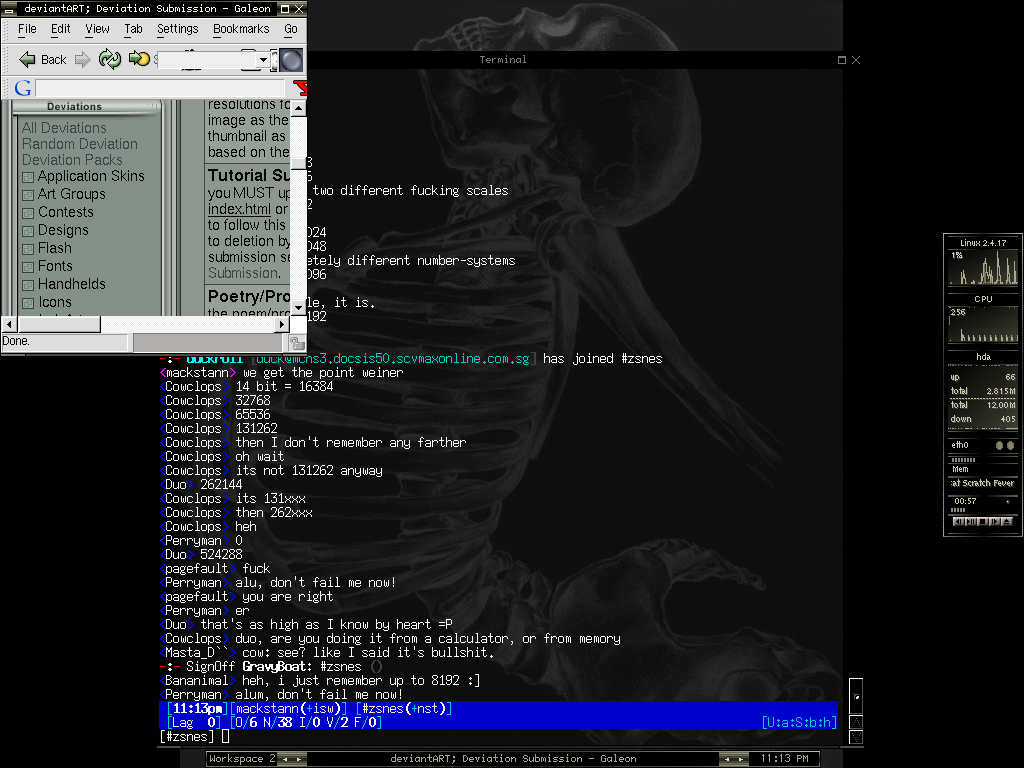 deviantART; Deviation Submission - Galeon
File Edit View Tab Settings Bookmarks Go
Back
G
Deviations
All Deviations
Random Deviation
Deviation Packs
Application Skins
Art Groups
Contests
Designs
Flash
Fonts
Handhelds
Icons
resolutions fo
image as the
thumbnail as
based on the
Tutorial Su
you MUST up
index.html or
to follow this
to deletion by
submission se
Submission.
Poetry/Pro
the poem/pro
Done.
Terminal
two different fucking scales
2
024
048
etely different number-systems
096
le, it is.
192
-:- duckroll [duck@mcns3.docsis50.scvmaxonline.com.sg] has joined #zsnes
<mackstann> we get the point weiner
<Cowclops> 14 bit = 16384
<Cowclops> 32768
<Cowclops> 65536
<Cowclops> 131262
<Cowclops> then I don't remember any farther
<Cowclops> oh wait
<Cowclops> its not 131262 anyway
<Duo> 262144
<Cowclops> its 131xxx
<Cowclops> then 262xxx
<Cowclops> heh
<Perryman> 0
<Duo> 524288
<pagefault> fuck
<Perryman> alu, don't fail me now!
<pagefault> you are right
<Perryman> er
<Duo> that's as high as I know by heart =P
<Cowclops> duo, are you doing it from a calculator, or from memory
<Masta_D``> cow: see? like I said it's bullshit.
-:- SignOff GravyBoat: #zsnes ()
<Bananimal> heh, i just remember up to 8192 :]
<Perryman> alum, don't fail me now!
[11:13pm][mackstann(+isw)] [#zsnes(+nst)]
[Lag 0] [O/6 N/38 I/0 V/2 F/0] [U:a:S:b:h]
[#zsnes]
Linux 2.4.17
1%
CPU
256
hda
up 66
total 2.815M
total 12.00M
down 405
eth0
Mem
at Scratch Fever
00:57
Workspace 2
deviantART; Deviation Submission - Galeon
11:13 PM